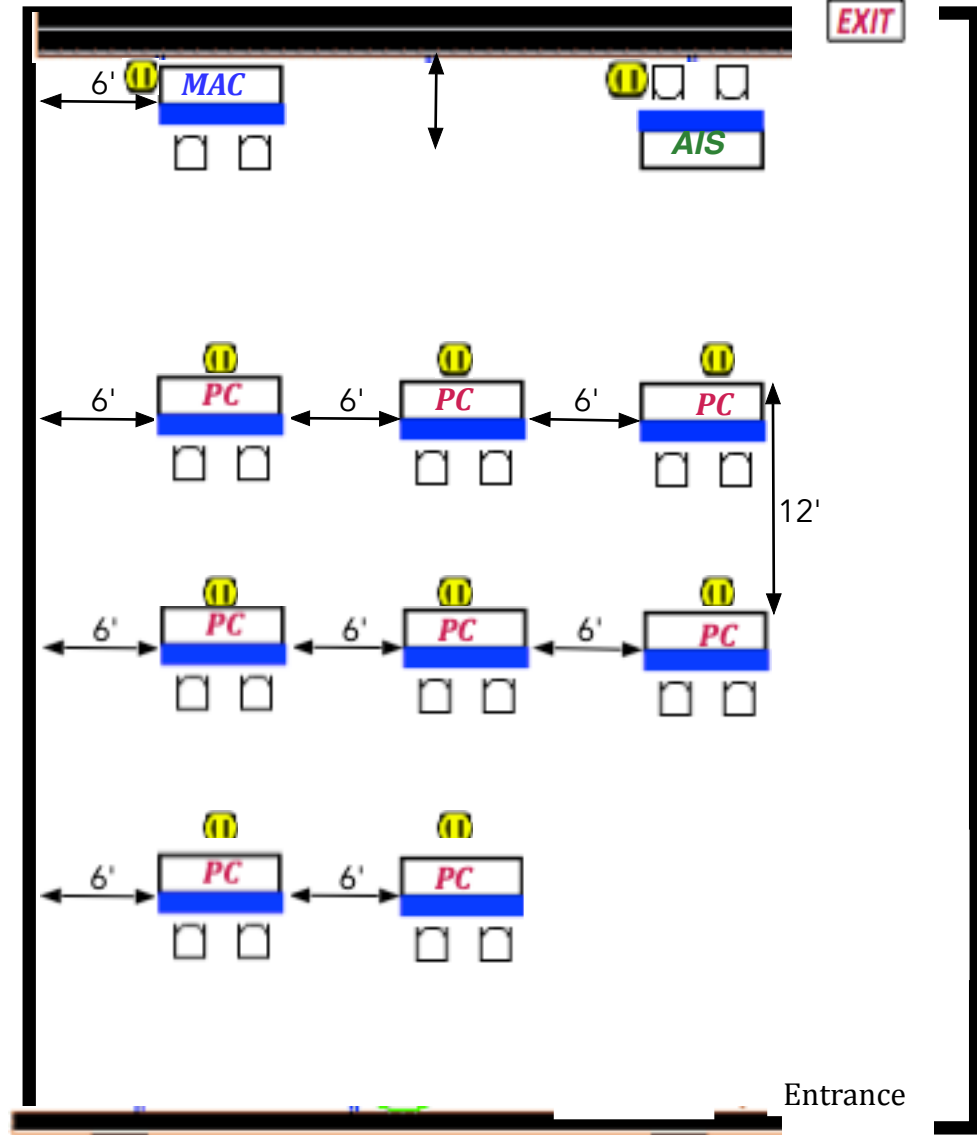 EXIT
6' MAC
AIS
6' PC 6' PC 6' PC
12'
6' PC 6' PC 6' PC
6' PC 6' PC
Entrance